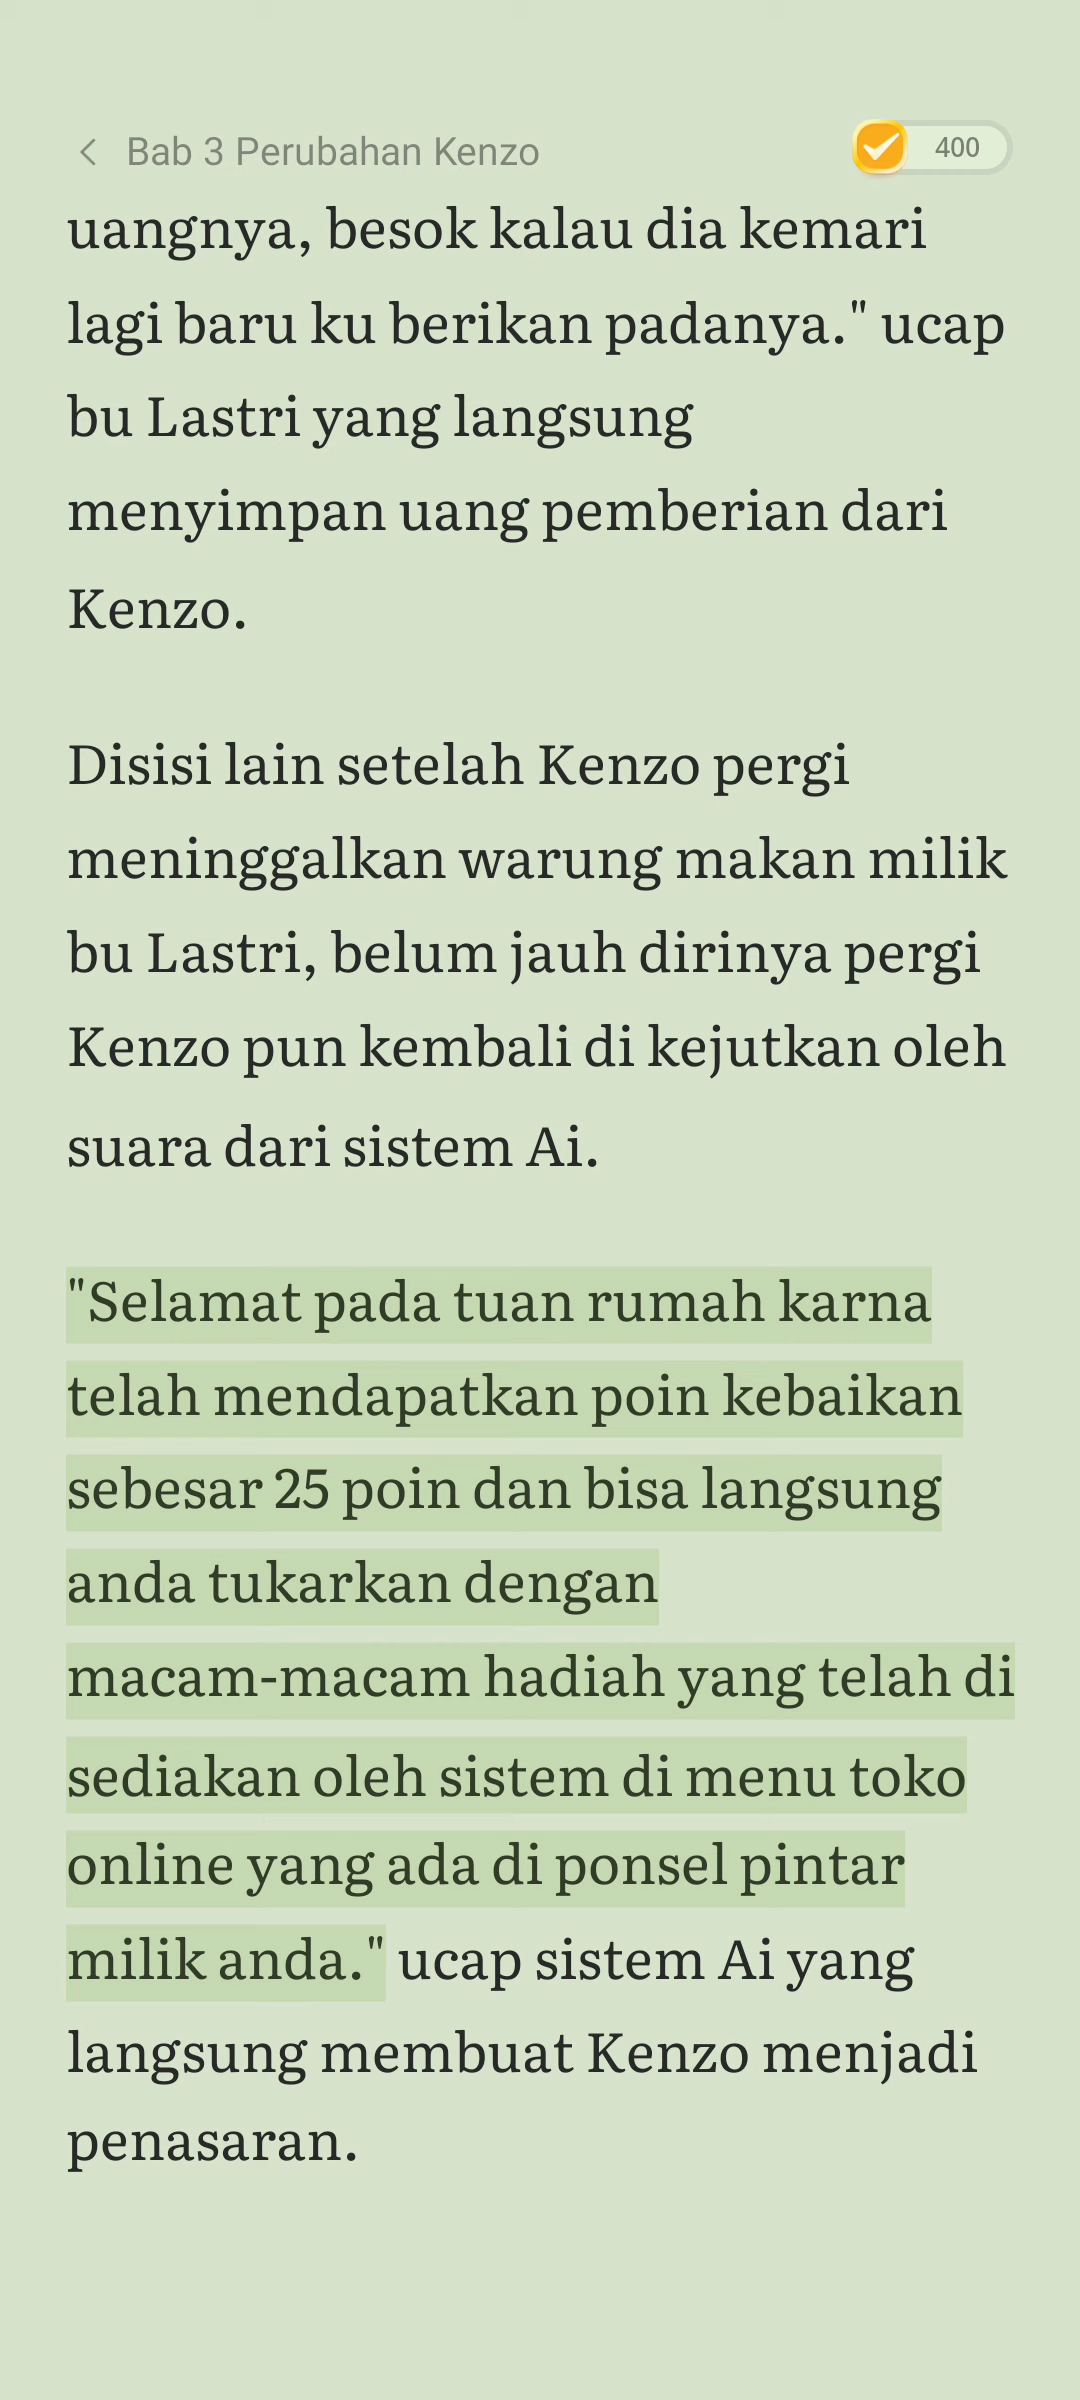 Bab 3 Perubahan Kenzo
400
uangnya, besok kalau dia kemari
lagi baru ku berikan padanya." ucap
bu Lastri yang langsung
menyimpan uang pemberian dari
Kenzo.
Disisi lain setelah Kenzo pergi
meninggalkan warung makan milik
bu Lastri, belum jauh dirinya pergi
Kenzo pun kembali di kejutkan oleh
suara dari sistem Ai.
"Selamat pada tuan rumah karna
telah mendapatkan poin kebaikan
sebesar 25 poin dan bisa langsung
anda tukarkan dengan
macam-macam hadiah yang telah di
sediakan oleh sistem di menu toko
online yang ada di ponsel pintar
milik anda." ucap sistem Ai yang
langsung membuat Kenzo menjadi
penasaran.